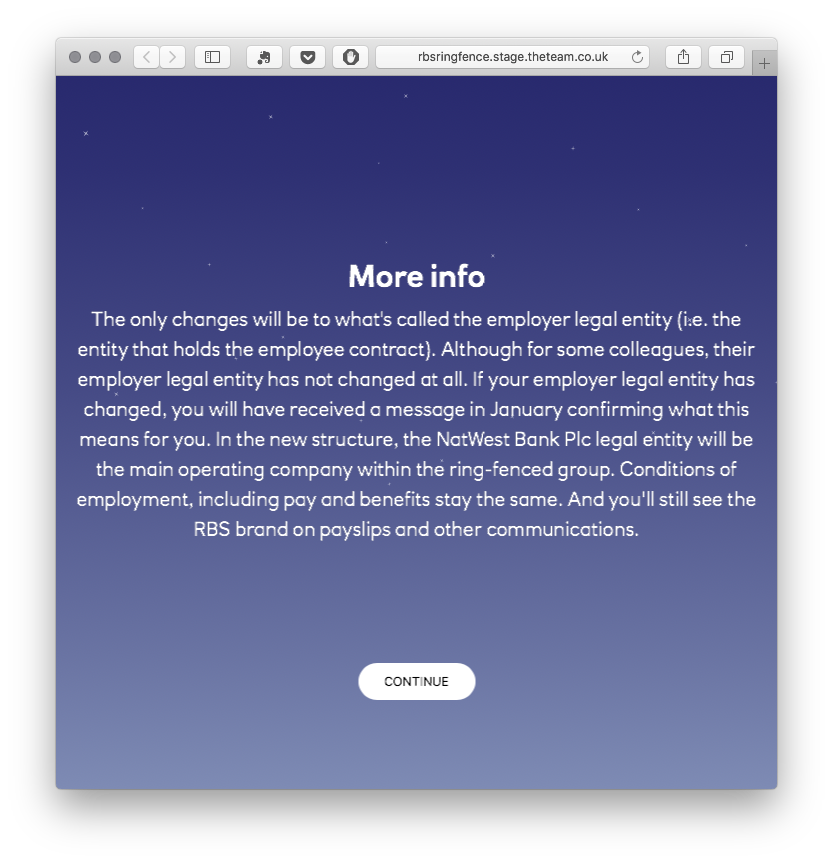 rbsringfence.stage.theteam.co.uk
More info
The only changes will be to what's called the employer legal entity (i.e. the
entity that holds the employee contract). Although for some colleagues, their
employer legal entity has not changed at all. If your employer legal entity has
changed, you will have received a message in January confirming what this
means for you. In the new structure, the NatWest Bank Plc legal entity will be
the main operating company within the ring-fenced group. Conditions of
employment, including pay and benefits stay the same. And you'll still see the
RBS brand on payslips and other communications.
CONTINUE